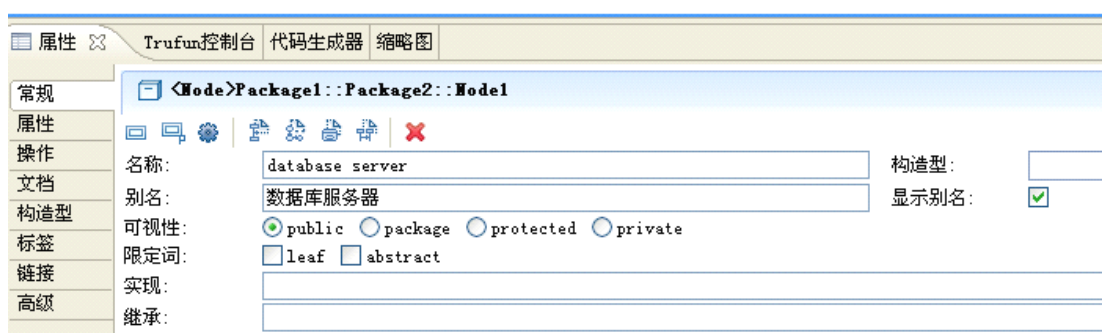 属性 Trufun控制台 代码生成器 缩略图
<Node>Package1::Package2::Node1
常规
属性
操作
文档
构造型
标签
链接
高级
名称: database server 构造型:
别名: 数据库服务器 显示别名:
可视性: public package protected private
限定词: leaf abstract
实现:
继承: